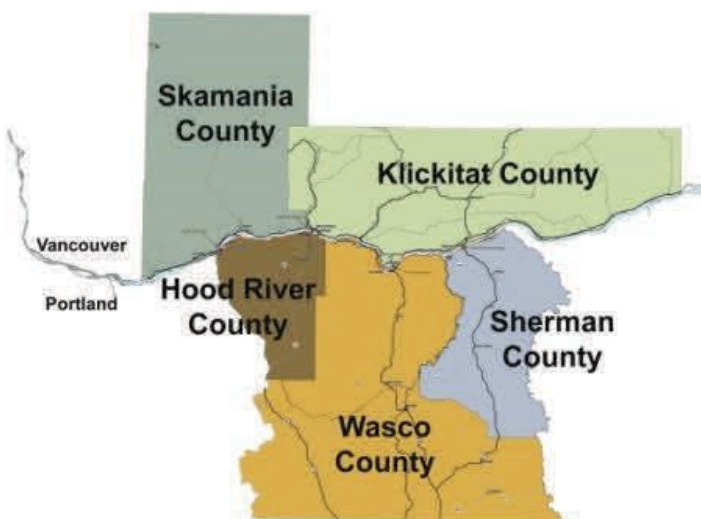 Skamania
County
Klickitat County
Vancouver
Portland
Hood River
County
Sherman
County
Wasco
County